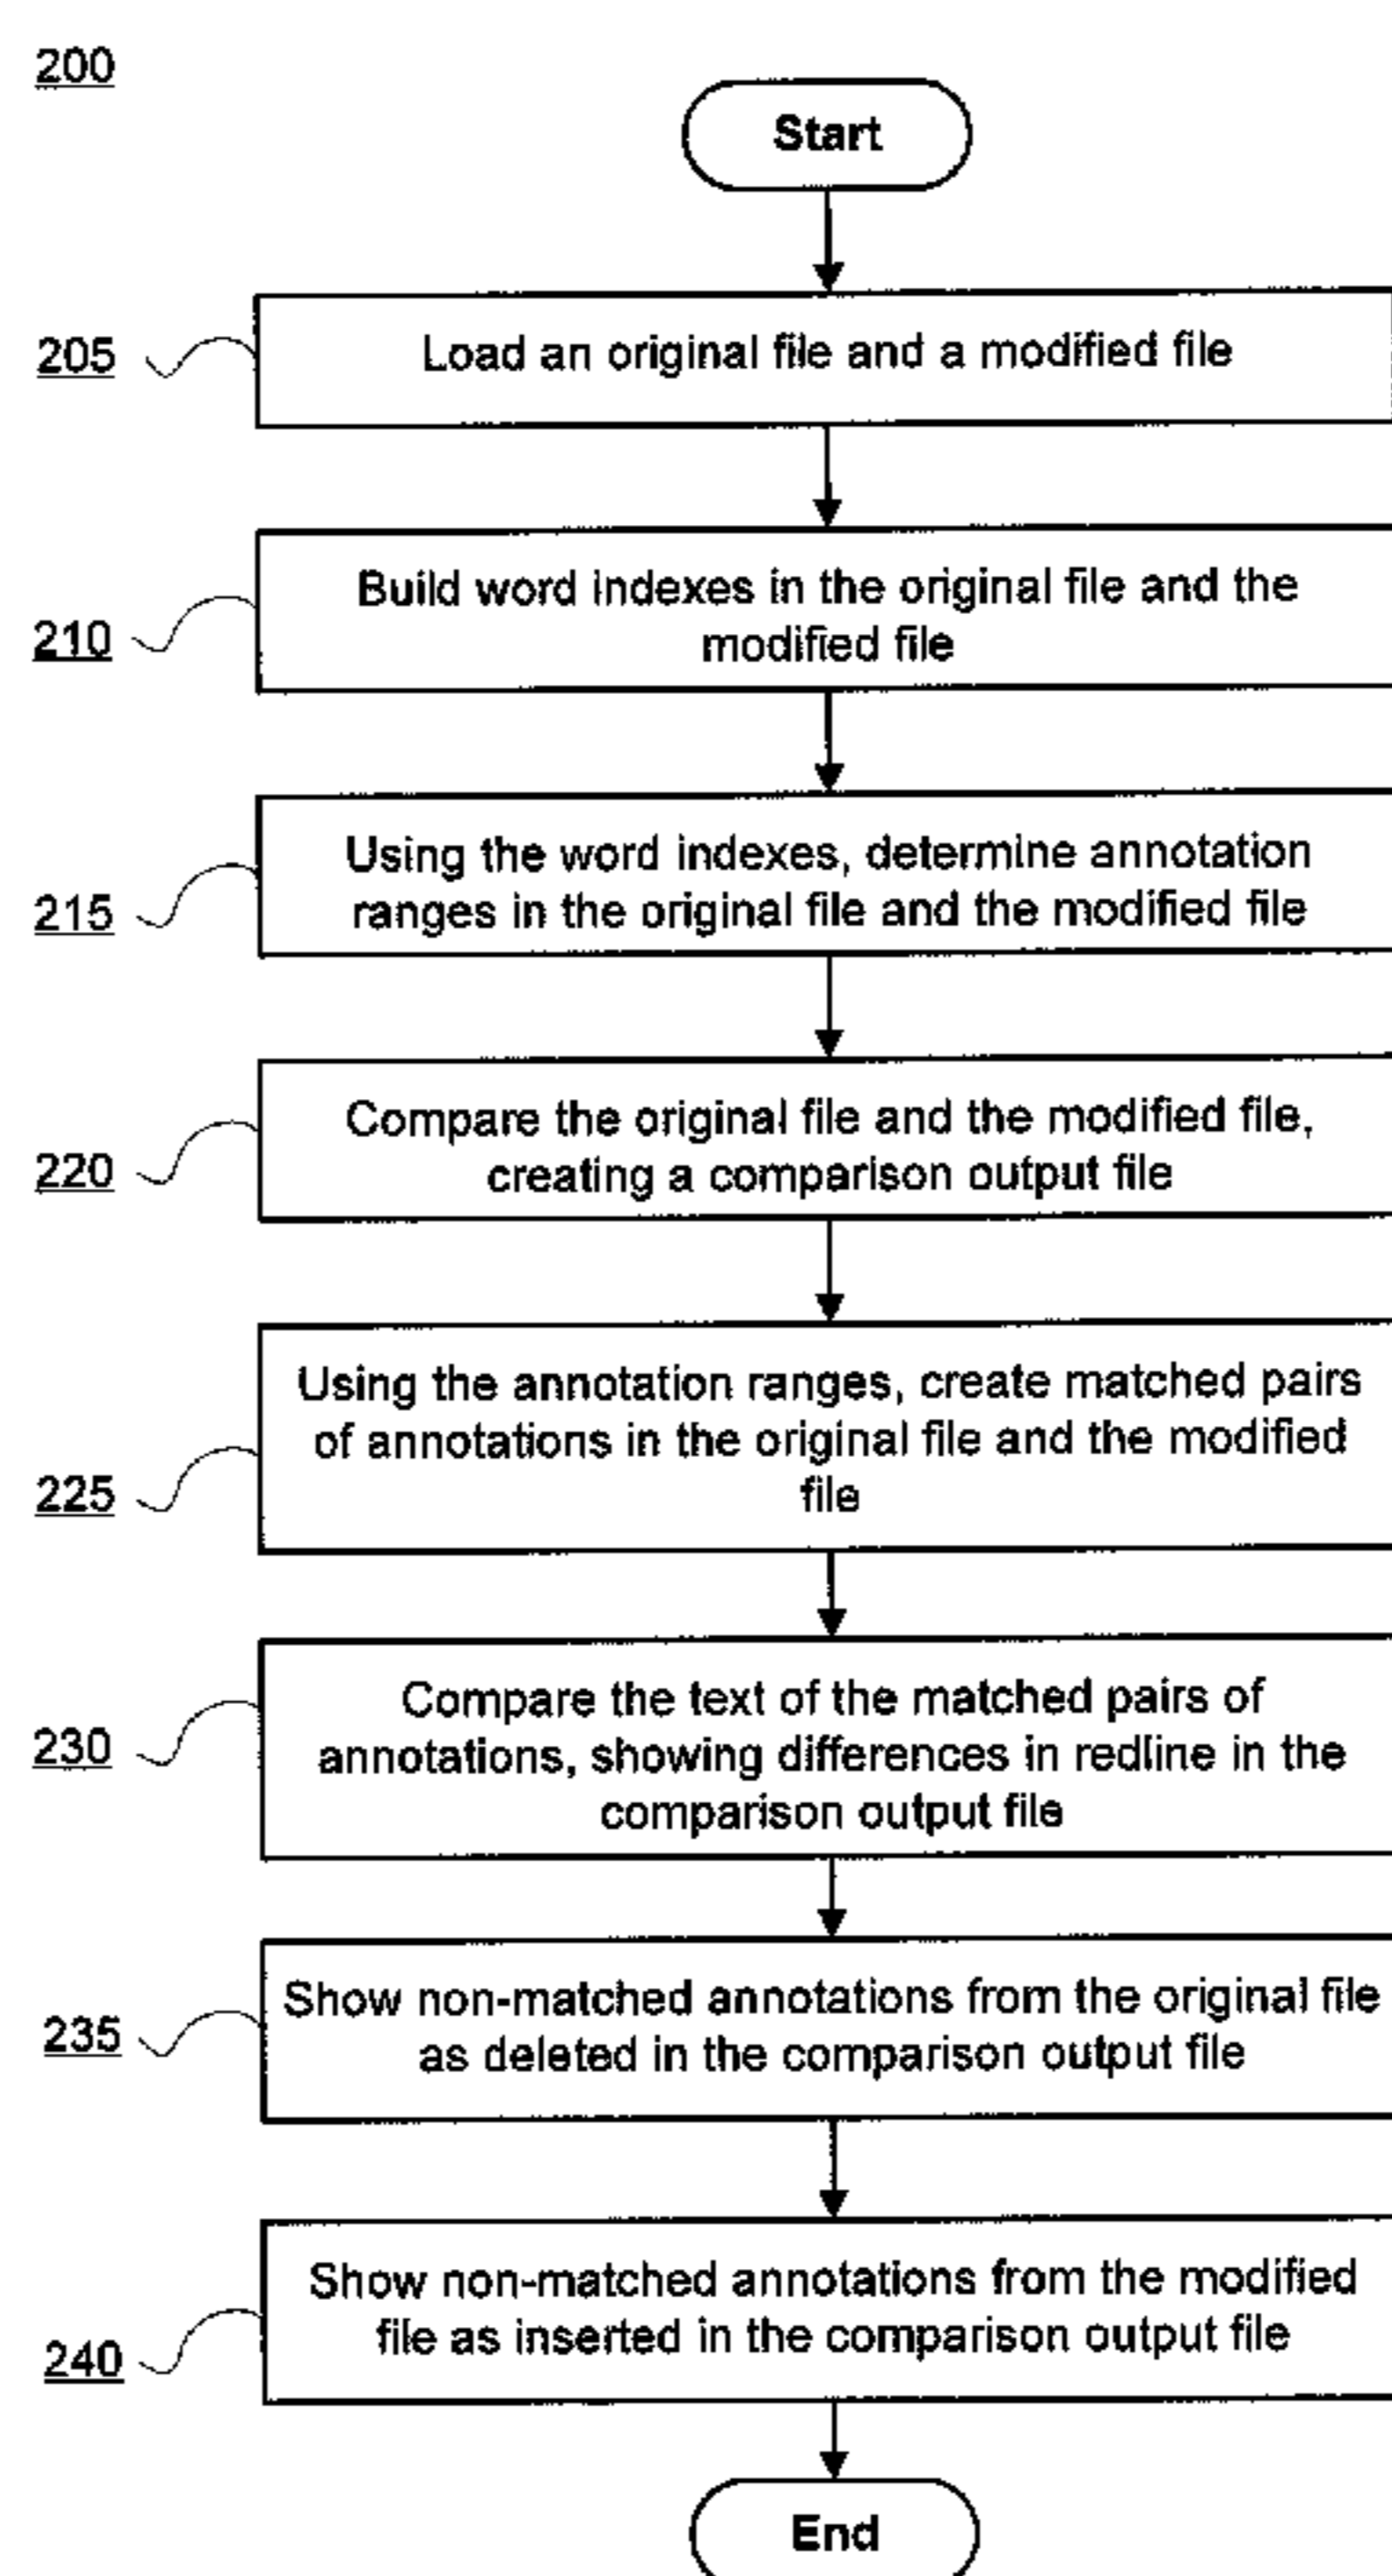 200
Start
205
Load an original file and a modified file
210
Build word indexes in the original file and the
modified file
215
Using the word indexes, determine annotation
ranges in the original file and the modified file
220
Compare the original file and the modified file,
creating a comparison output file
225
Using the annotation ranges, create matched pairs
of annotations in the original file and the modified
file
230
Compare the text of the matched pairs of
annotations, showing differences in redline in the
comparison output file
235
Show non-matched annotations from the original file
as deleted in the comparison output file
240
Show non-matched annotations from the modified
file as inserted in the comparison output file
End